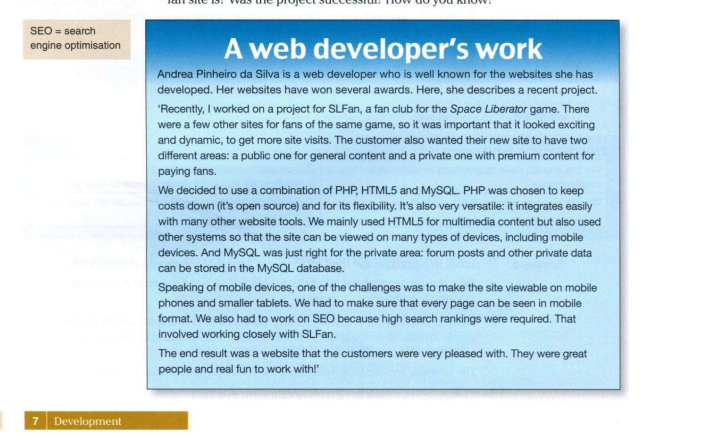 fan site is? Was the project successful? How do you know?
SEO = search
engine optimisation
A web developer's work
Andrea Pinheiro da Silva is a web developer who is well known for the websites she has
developed. Her websites have won several awards. Here, she describes a recent project.
'Recently, I worked on a project for SLFan, a fan club for the Space Liberator game. There
were a few other sites for fans of the same game, so it was important that it looked exciting
and dynamic, to get more site visits. The customer also wanted their new site to have two
different areas: a public one for general content and a private one with premium content for
paying fans.
We decided to use a combination of PHP, HTML5 and MySQL. PHP was chosen to keep
costs down (it's open source) and for its flexibility. It's also very versatile: it integrates easily
with many other website tools. We mainly used HTML5 for multimedia content but also used
other systems so that the site can be viewed on many types of devices, including mobile
devices. And MySQL was just right for the private area: forum posts and other private data
can be stored in the MySQL database.
Speaking of mobile devices, one of the challenges was to make the site viewable on mobile
phones and smaller tablets. We had to make sure that every page can be seen in mobile
format. We also had to work on SEO because high search rankings were required. That
involved working closely with SLFan.
The end result was a website that the customers were very pleased with. They were great
people and real fun to work with!'
7 Development